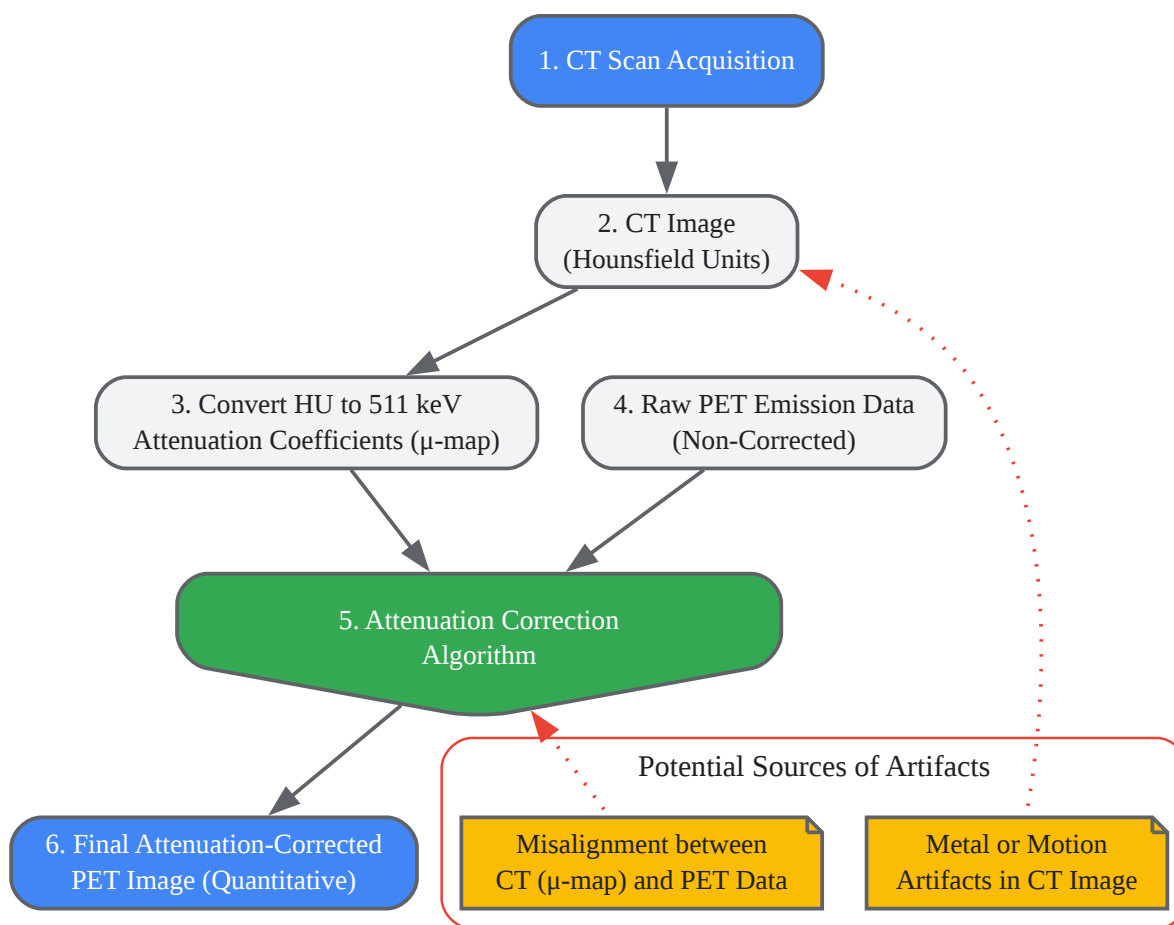 1. CT Scan Acquisition
2. CT Image
(Hounsfield Units)
3. Convert HU to 511 keV
Attenuation Coefficients (μ-map)
4. Raw PET Emission Data
(Non-Corrected)
5. Attenuation Correction
Algorithm
Potential Sources of Artifacts
6. Final Attenuation-Corrected
PET Image (Quantitative)
Misalignment between
CT (μ-map) and PET Data
Metal or Motion
Artifacts in CT Image